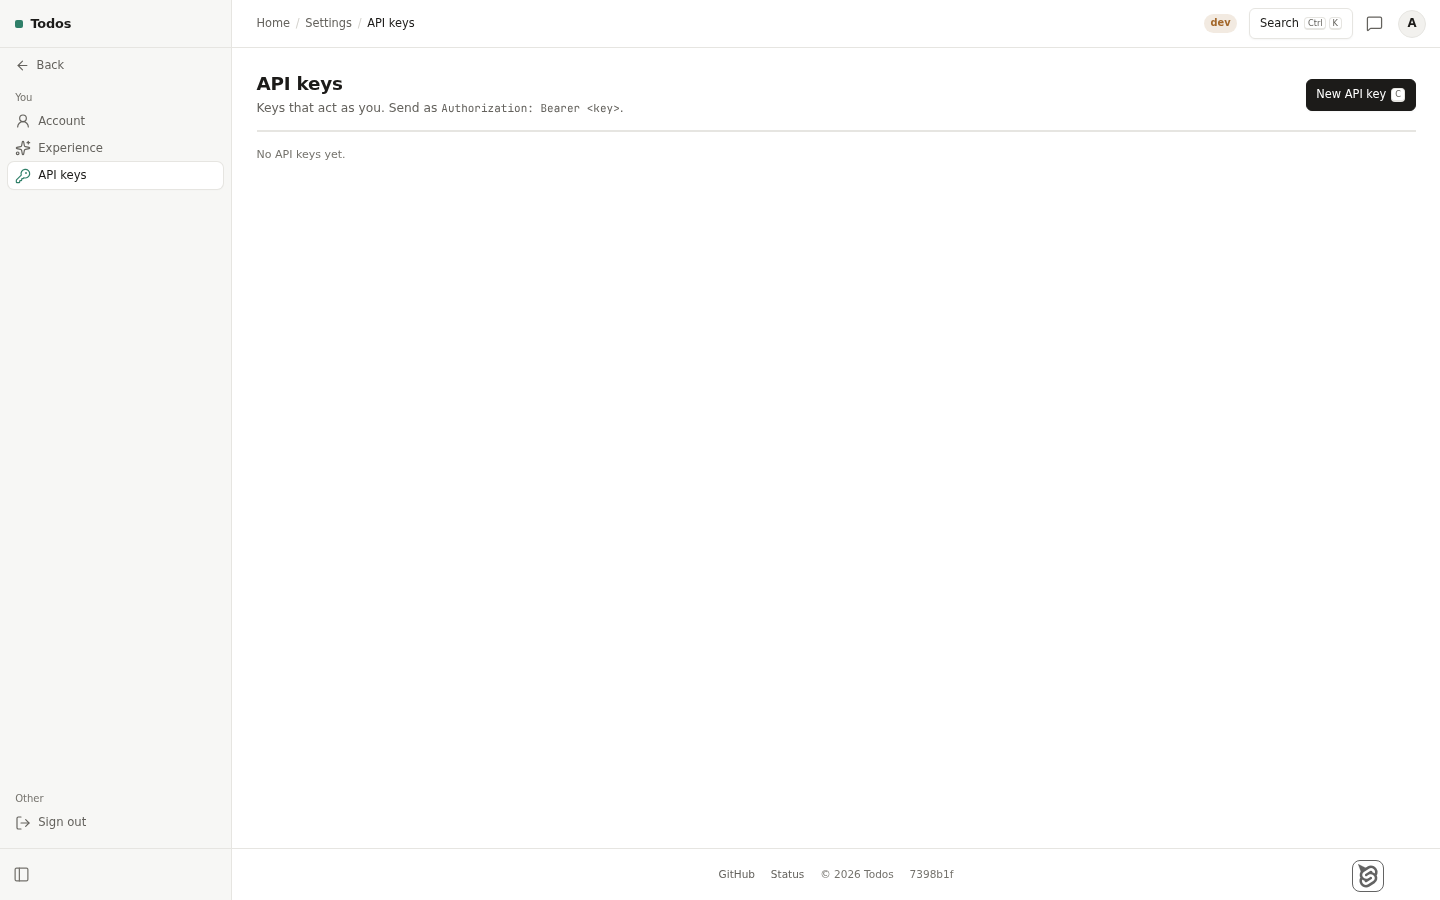 Todos
Home / Settings / API keys
dev
Search Ctrl K
A
Back
You
Account
Experience
API keys
API keys
Keys that act as you. Send as Authorization: Bearer <key>.
New API key C
No API keys yet.
Other
Sign out
GitHub Status © 2026 Todos 7398b1f